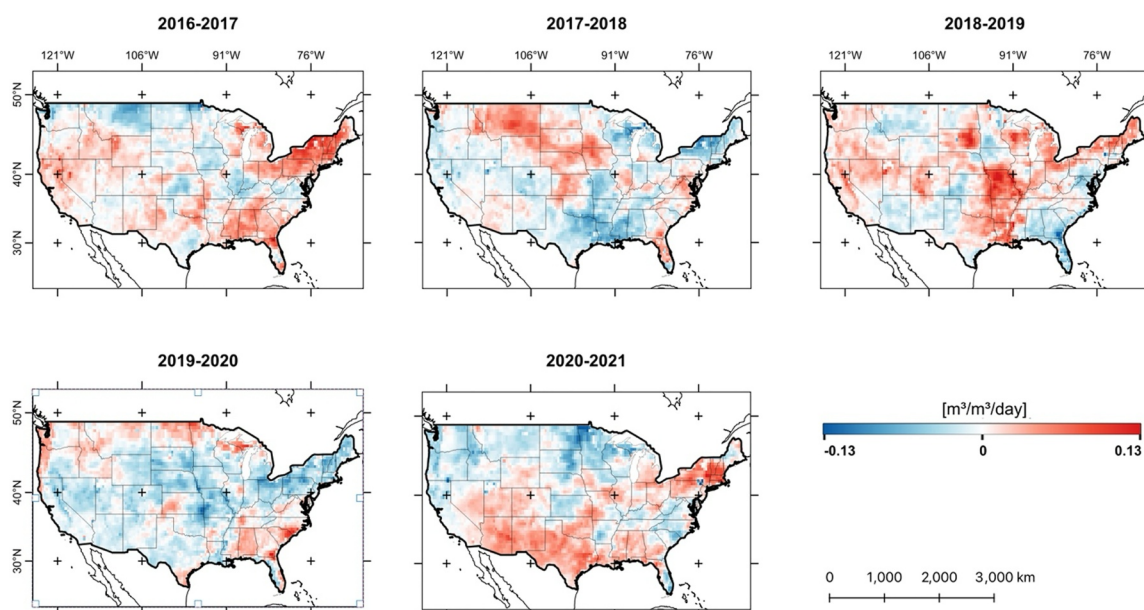 2016-2017
2017-2018
2018-2019
121°W 106°W 91°W 76°W
121°W 106°W 91°W 76°W
121°W 106°W 91°W 76°W
50°N
40°N
30°N
2019-2020
2020-2021
50°N
40°N
30°N
[m³/m³/day]
-0.13 0 0.13
0 1,000 2,000 3,000 km